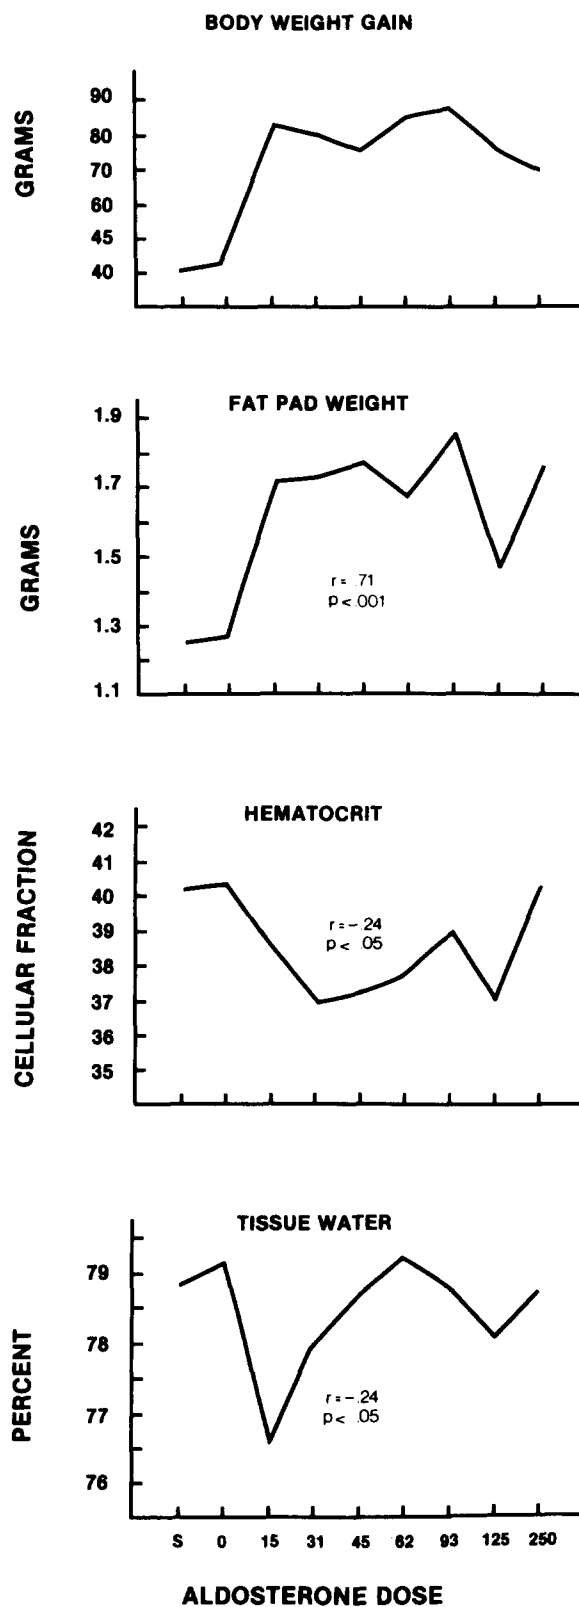 BODY WEIGHT GAIN
GRAMS
90
80
70
60
45
40
FAT PAD WEIGHT
GRAMS
1.9
1.7
1.5
1.3
1.1
r = .71
p < .001
HEMATOCRIT
CELLULAR FRACTION
42
41
40
39
38
37
36
35
r = -.24
p < .05
TISSUE WATER
PERCENT
79
78
77
76
r = -.24
p < .05
S 0 15 31 45 62 93 125 250
ALDOSTERONE DOSE